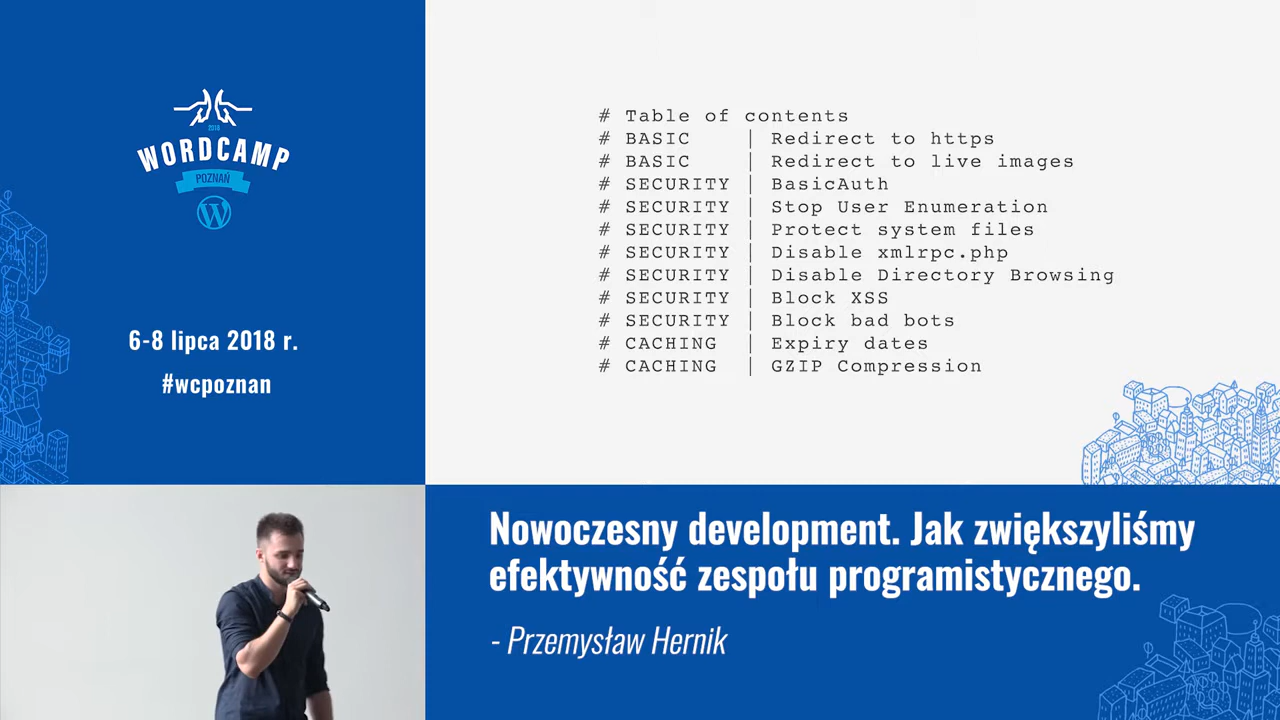 2018
WORDCAMP
POZNAŃ
6-8 lipca 2018 r.
#wcpoznan
# Table of contents
# BASIC | Redirect to https
# BASIC | Redirect to live images
# SECURITY | BasicAuth
# SECURITY | Stop User Enumeration
# SECURITY | Protect system files
# SECURITY | Disable xmlrpc.php
# SECURITY | Disable Directory Browsing
# SECURITY | Block XSS
# SECURITY | Block bad bots
# CACHING | Expiry dates
# CACHING | GZIP Compression
Nowoczesny development. Jak zwiększyliśmy
efektywność zespołu programistycznego.
- Przemysław Hernik